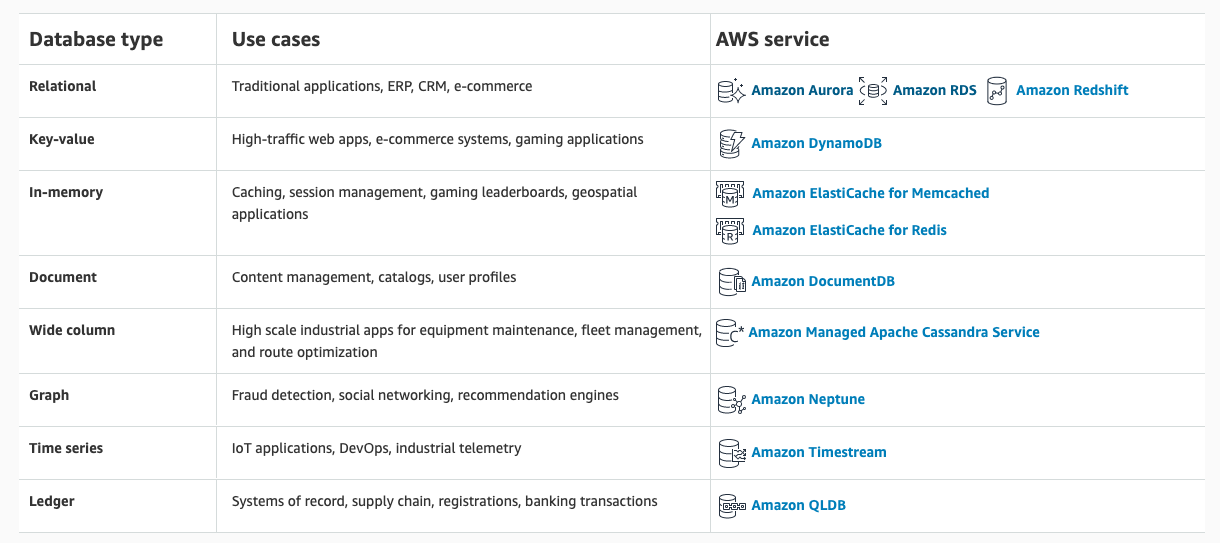 Database type Use cases AWS service
Relational Traditional applications, ERP, CRM, e-commerce Amazon Aurora Amazon RDS Amazon Redshift
Key-value High-traffic web apps, e-commerce systems, gaming applications Amazon DynamoDB
In-memory Caching, session management, gaming leaderboards, geospatial M Amazon ElastiCache for Memcached
applications
R Amazon ElastiCache for Redis
Document Content management, catalogs, user profiles Amazon DocumentDB
Wide column High scale industrial apps for equipment maintenance, fleet management, C* Amazon Managed Apache Cassandra Service
and route optimization
Graph Fraud detection, social networking, recommendation engines Amazon Neptune
Time series IoT applications, DevOps, industrial telemetry Amazon Timestream
Ledger Systems of record, supply chain, registrations, banking transactions Amazon QLDB